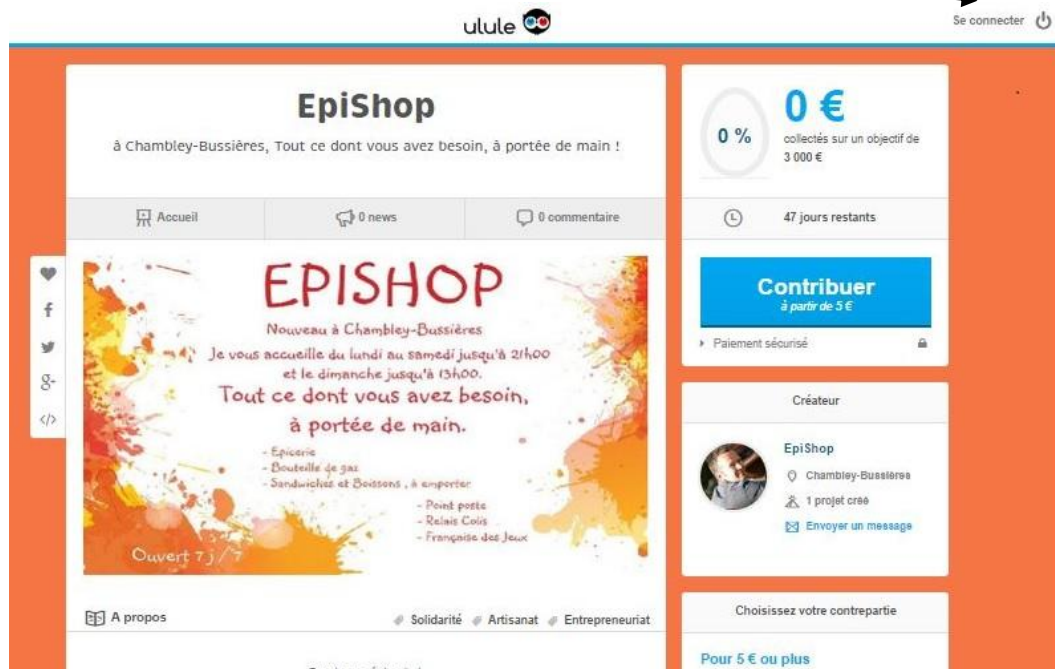 ulule
Se connecter
EpiShop
à Chambley-Bussières, Tout ce dont vous avez besoin, à portée de main !
Accueil
0 news
0 commentaire
EPISHOP
Nouveau à Chambley-Bussières
Je vous accueille du lundi au samedi jusqu'à 21h00
et le dimanche jusqu'à 13h00.
Tout ce dont vous avez besoin,
à portée de main.
- Epicerie
- Bouteille de gaz
- Sandwiches et Boissons , à emporter
- Point poste
- Relais Colis
- Française des Jeux
Ouvert 7 j / 7
A propos
Solidarité
Artisanat
Entrepreneuriat
0 %
0 €
collectés sur un objectif de
3 000 €
47 jours restants
Contribuer
à partir de 5 €
Paiement sécurisé
Créateur
EpiShop
Chambley-Bussières
1 projet créé
Envoyer un message
Choisissez votre contrepartie
Pour 5 € ou plus